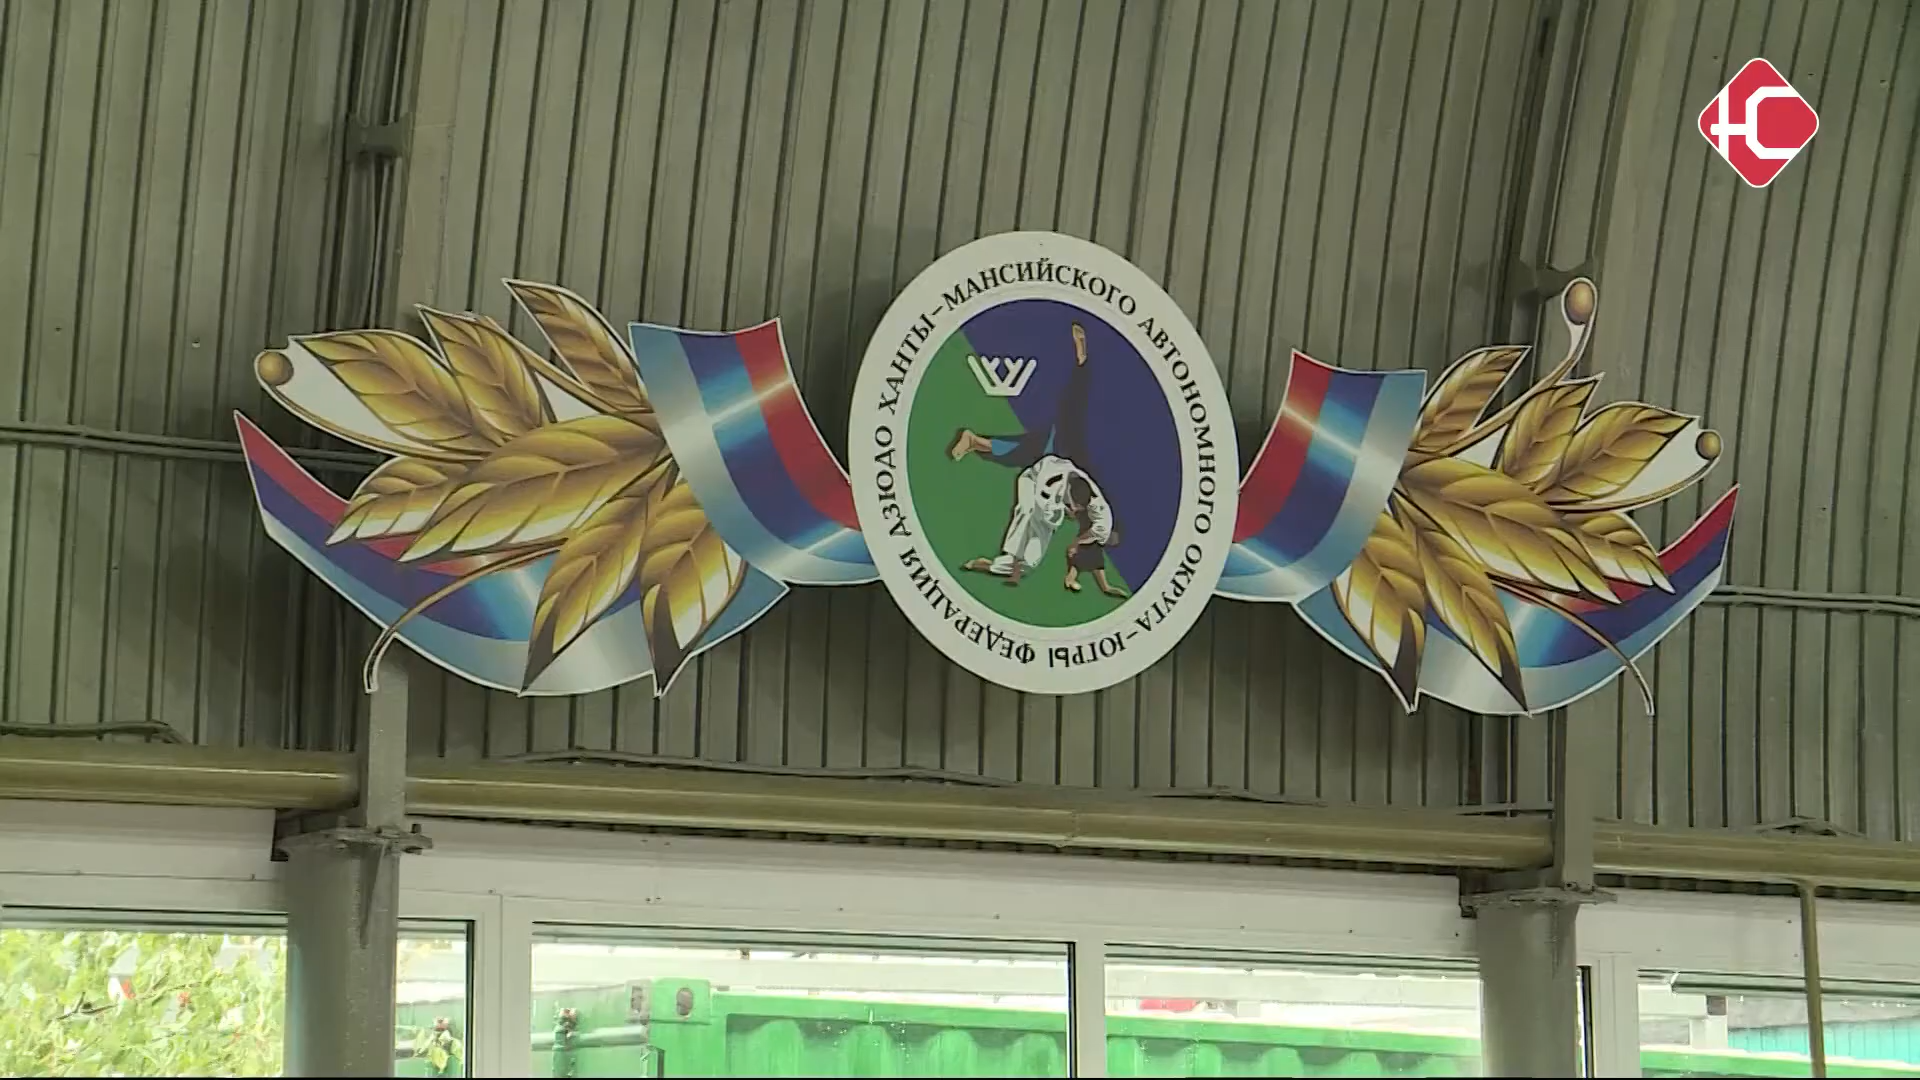 ФЕДЕРАЦИЯ ДЗЮДО ХАНТЫ-МАНСИЙСКОГО АВТОНОМНОГО ОКРУГА-ЮГРЫ